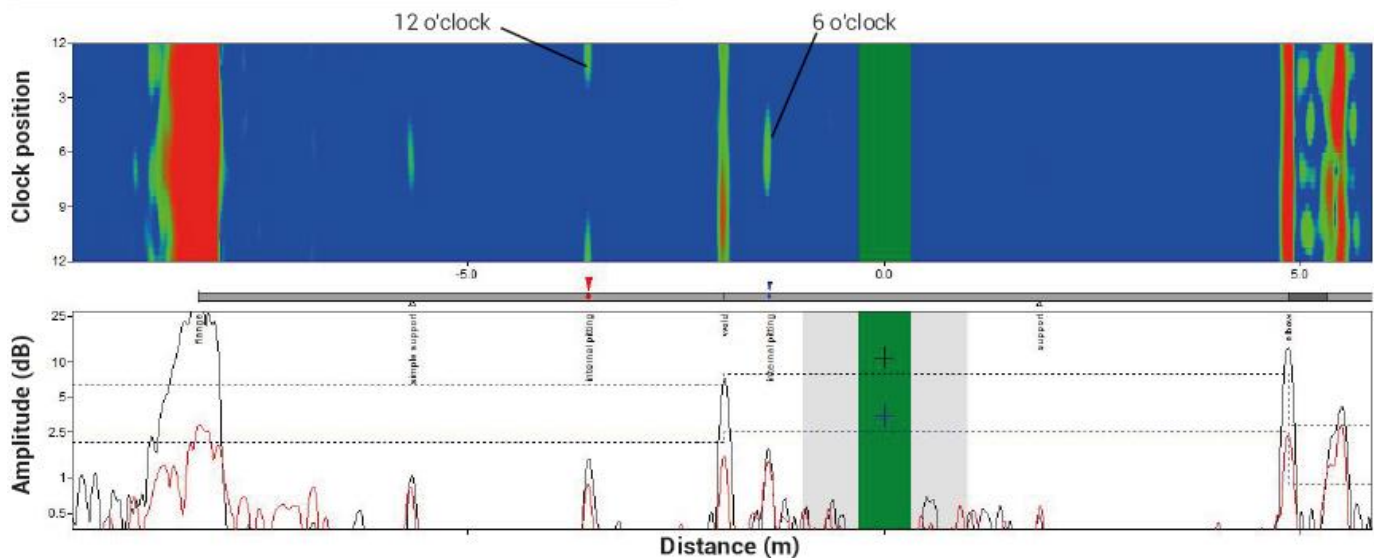 12 o'clock
6 o'clock
Clock position
12
3
6
9
12
-5.0
0.0
5.0
Amplitude (dB)
25
10
5
2.5
1
0.5
flange
simple support
internal pitting
weld
internal pitting
support
elbow
Distance (m)